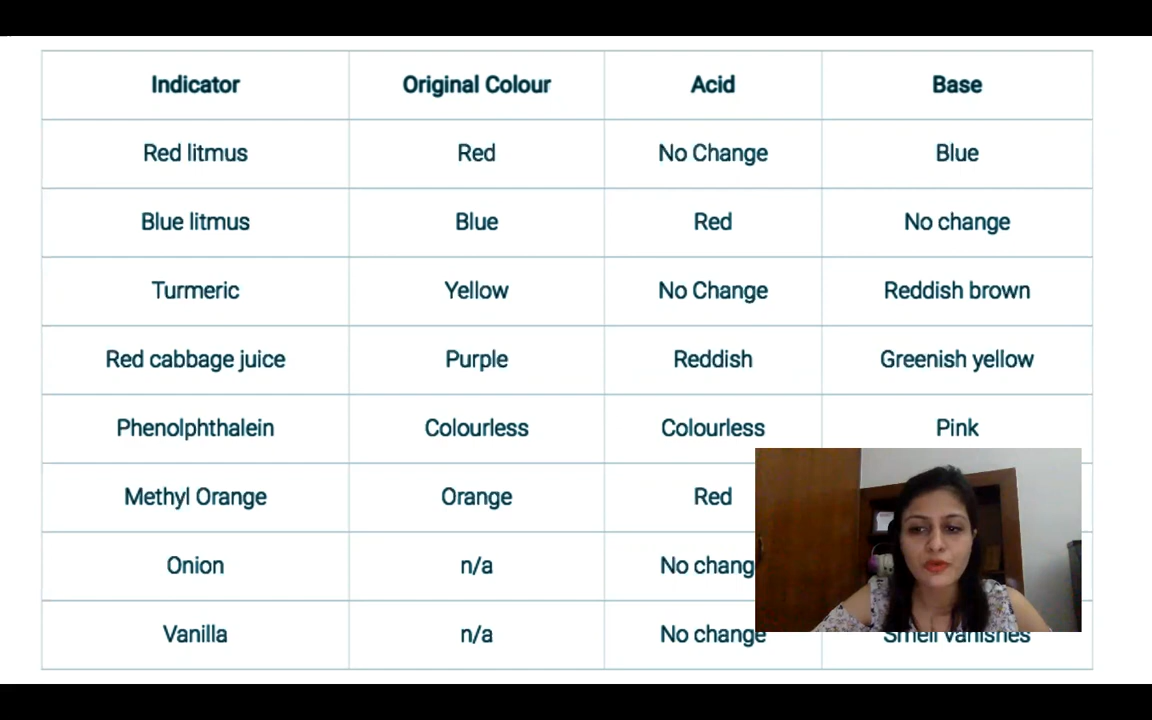 Indicator Original Colour Acid Base
Red litmus Red No Change Blue
Blue litmus Blue Red No change
Turmeric Yellow No Change Reddish brown
Red cabbage juice Purple Reddish Greenish yellow
Phenolphthalein Colourless Colourless Pink
Methyl Orange Orange Red
Onion n/a No chang
Vanilla n/a No change Smell vanishes